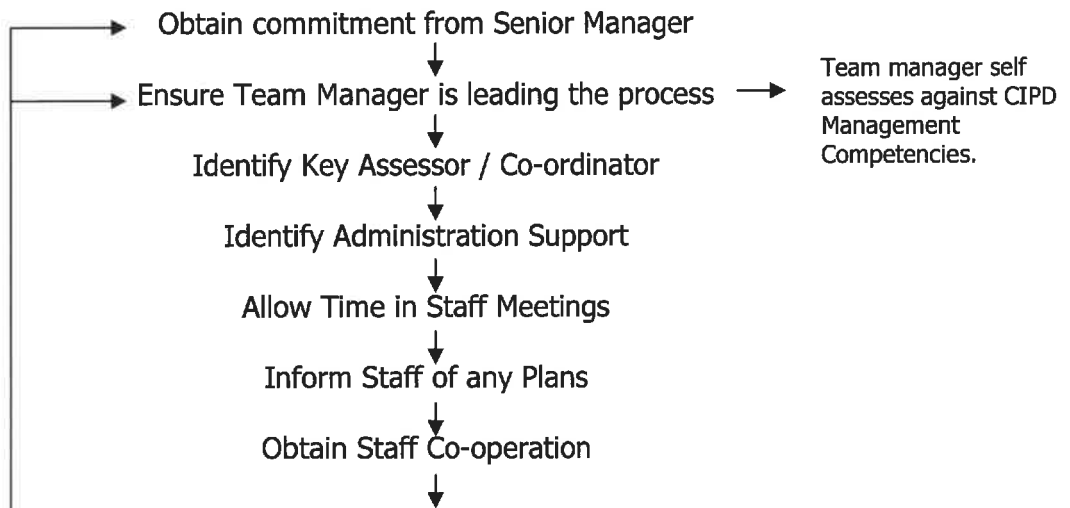 Obtain commitment from Senior Manager
Ensure Team Manager is leading the process
Team manager self
assesses against CIPD
Management
Competencies.
Identify Key Assessor / Co-ordinator
Identify Administration Support
Allow Time in Staff Meetings
Inform Staff of any Plans
Obtain Staff Co-operation